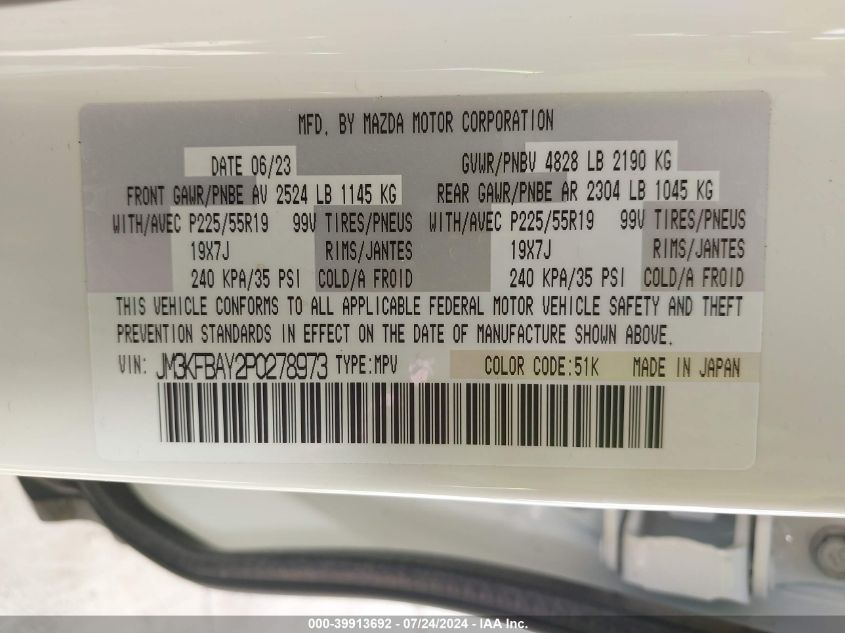 MFD. BY MAZDA MOTOR CORPORATION
DATE 06/23 GVWR/PNBV 4828 LB 2190 KG
FRONT GAWR/PNBE AV 2524 LB 1145 KG REAR GAWR/PNBE AR 2304 LB 1045 KG
WITH/AVEC P225/55R19 99V TIRES/PNEUS WITH/AVEC P225/55R19 99V TIRES/PNEUS
19X7J RIMS/JANTES 19X7J RIMS/JANTES
240 KPA/35 PSI COLD/A FROID 240 KPA/35 PSI COLD/A FROID
THIS VEHICLE CONFORMS TO ALL APPLICABLE FEDERAL MOTOR VEHICLE SAFETY AND THEFT
PREVENTION STANDARDS IN EFFECT ON THE DATE OF MANUFACTURE SHOWN ABOVE.
VIN: JM3KFBAY2P0278973 TYPE:MPV COLOR CODE:51K MADE IN JAPAN
000-39913692 - 07/24/2024 - IAAI Inc.